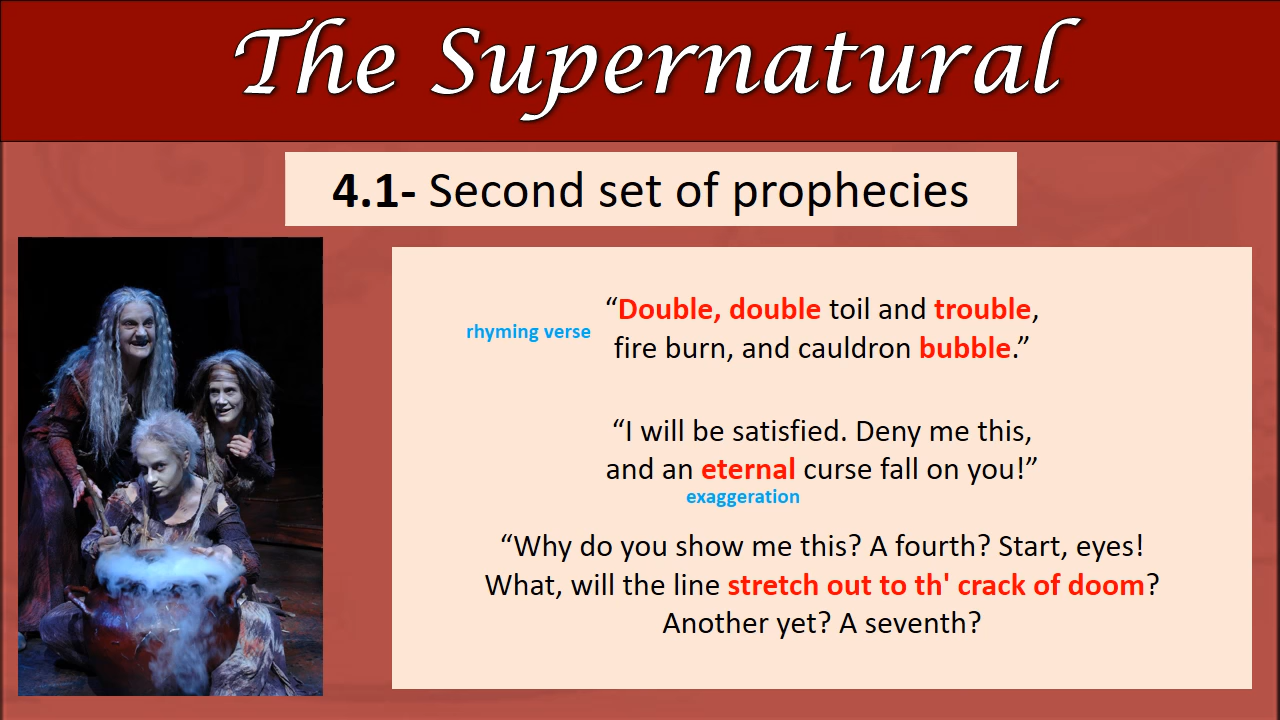 The Supernatural
4.1- Second set of prophecies
“Double, double toil and trouble,
rhyming verse
fire burn, and cauldron bubble.”
“I will be satisfied. Deny me this,
and an eternal curse fall on you!”
exaggeration
“Why do you show me this? A fourth? Start, eyes!
What, will the line stretch out to th' crack of doom?
Another yet? A seventh?